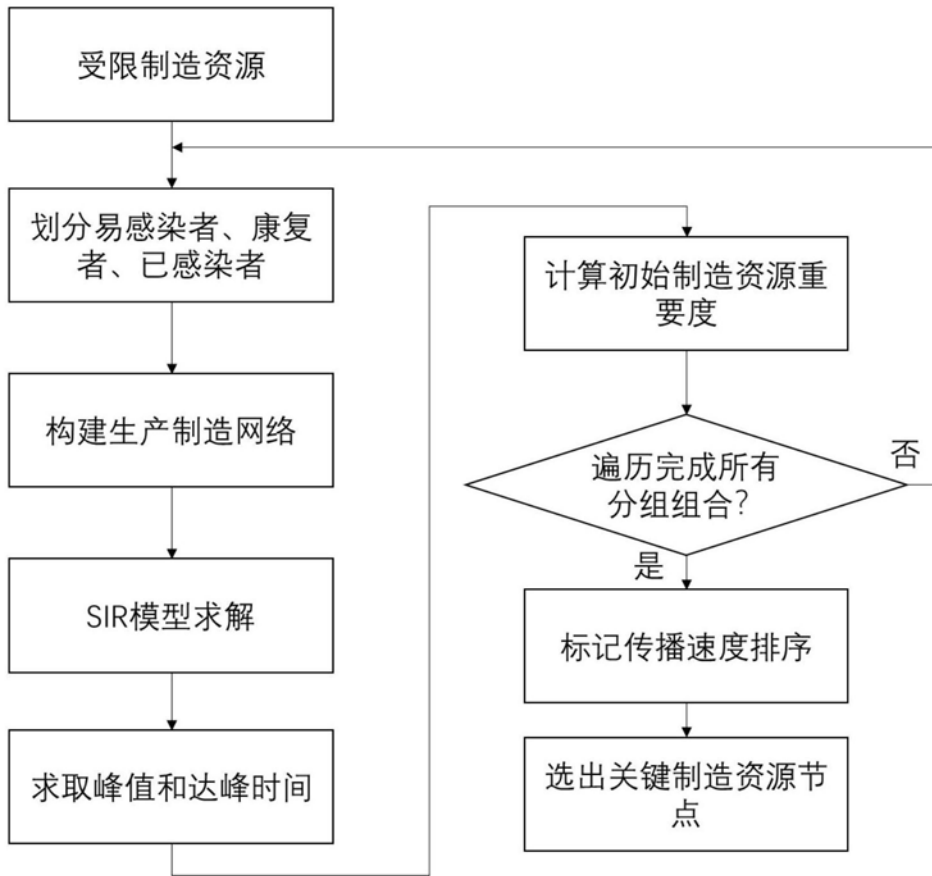 受限制造资源
划分易感染者、康复
者、已感染者
构建生产制造网络
SIR模型求解
求取峰值和达峰时间
计算初始制造资源重
要度
遍历完成所有
分组组合?
否
是
标记传播速度排序
选出关键制造资源节
点